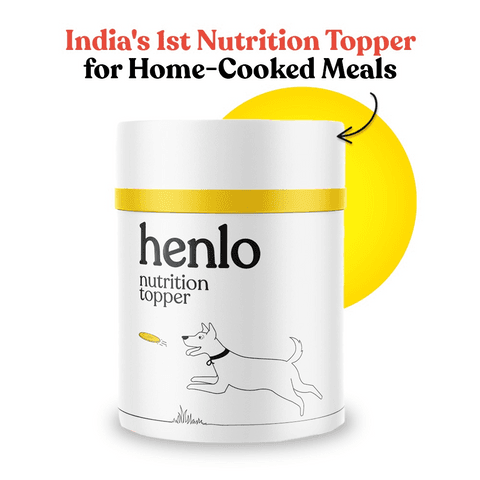 India's 1st Nutrition Topper
for Home-Cooked Meals
henlo
nutrition
topper